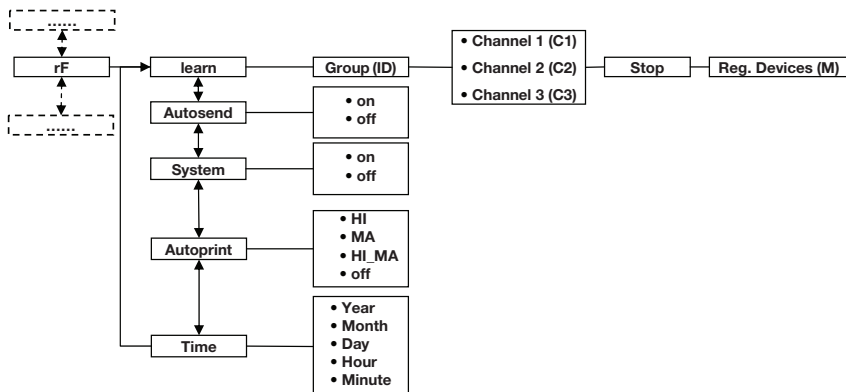 ......
rF
......
learn
Group (ID)
• Channel 1 (C1)
• Channel 2 (C2)
• Channel 3 (C3)
Stop
Reg. Devices (M)
Autosend
• on
• off
System
• on
• off
Autoprint
• HI
• MA
• HI_MA
• off
Time
• Year
• Month
• Day
• Hour
• Minute